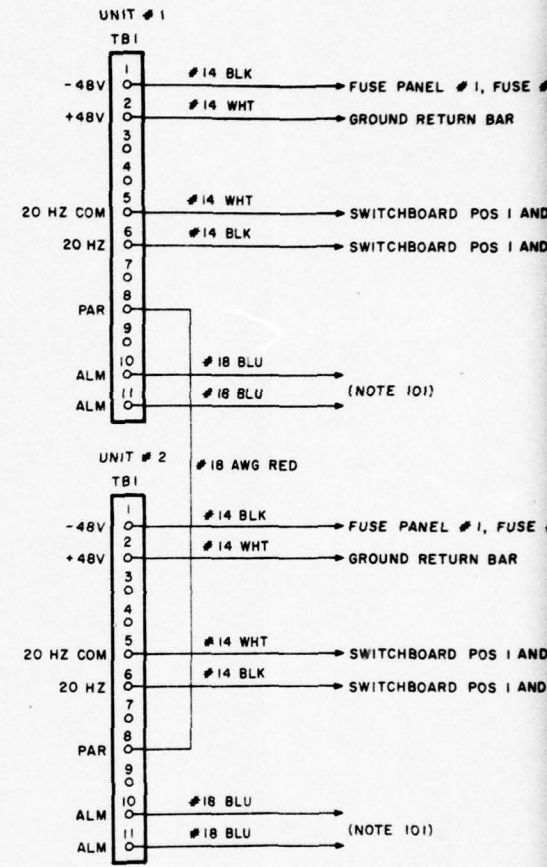 UNIT #1
TB1
1
-48V #14 BLK FUSE PANEL #1, FUSE #
2
+48V #14 WHT GROUND RETURN BAR
3
4
5
20 HZ COM #14 WHT SWITCHBOARD POS 1 AND
6
20 HZ #14 BLK SWITCHBOARD POS 1 AND
7
8
PAR
9
10
ALM #18 BLU
11
ALM #18 BLU (NOTE 101)
UNIT #2 #18 AWG RED
TB1
1
-48V #14 BLK FUSE PANEL #1, FUSE
2
+48V #14 WHT GROUND RETURN BAR
3
4
5
20 HZ COM #14 WHT SWITCHBOARD POS 1 AND
6
20 HZ #14 BLK SWITCHBOARD POS 1 AND
7
8
PAR
9
10
ALM #18 BLU
11
ALM #18 BLU (NOTE 101)